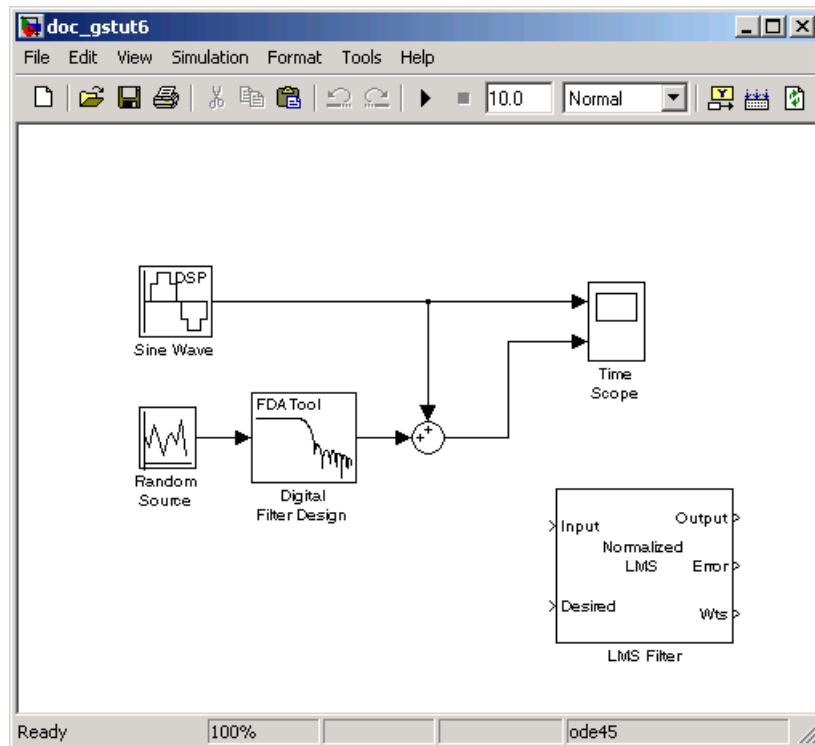 doc_gstut6
File Edit View Simulation Format Tools Help
10.0 Normal
DSP
Sine Wave
Time
Scope
FDATool
Random
Source
Digital
Filter Design
Input
Output
Normalized
LMS
Error
Desired
Wts
LMS Filter
Ready 100% ode45